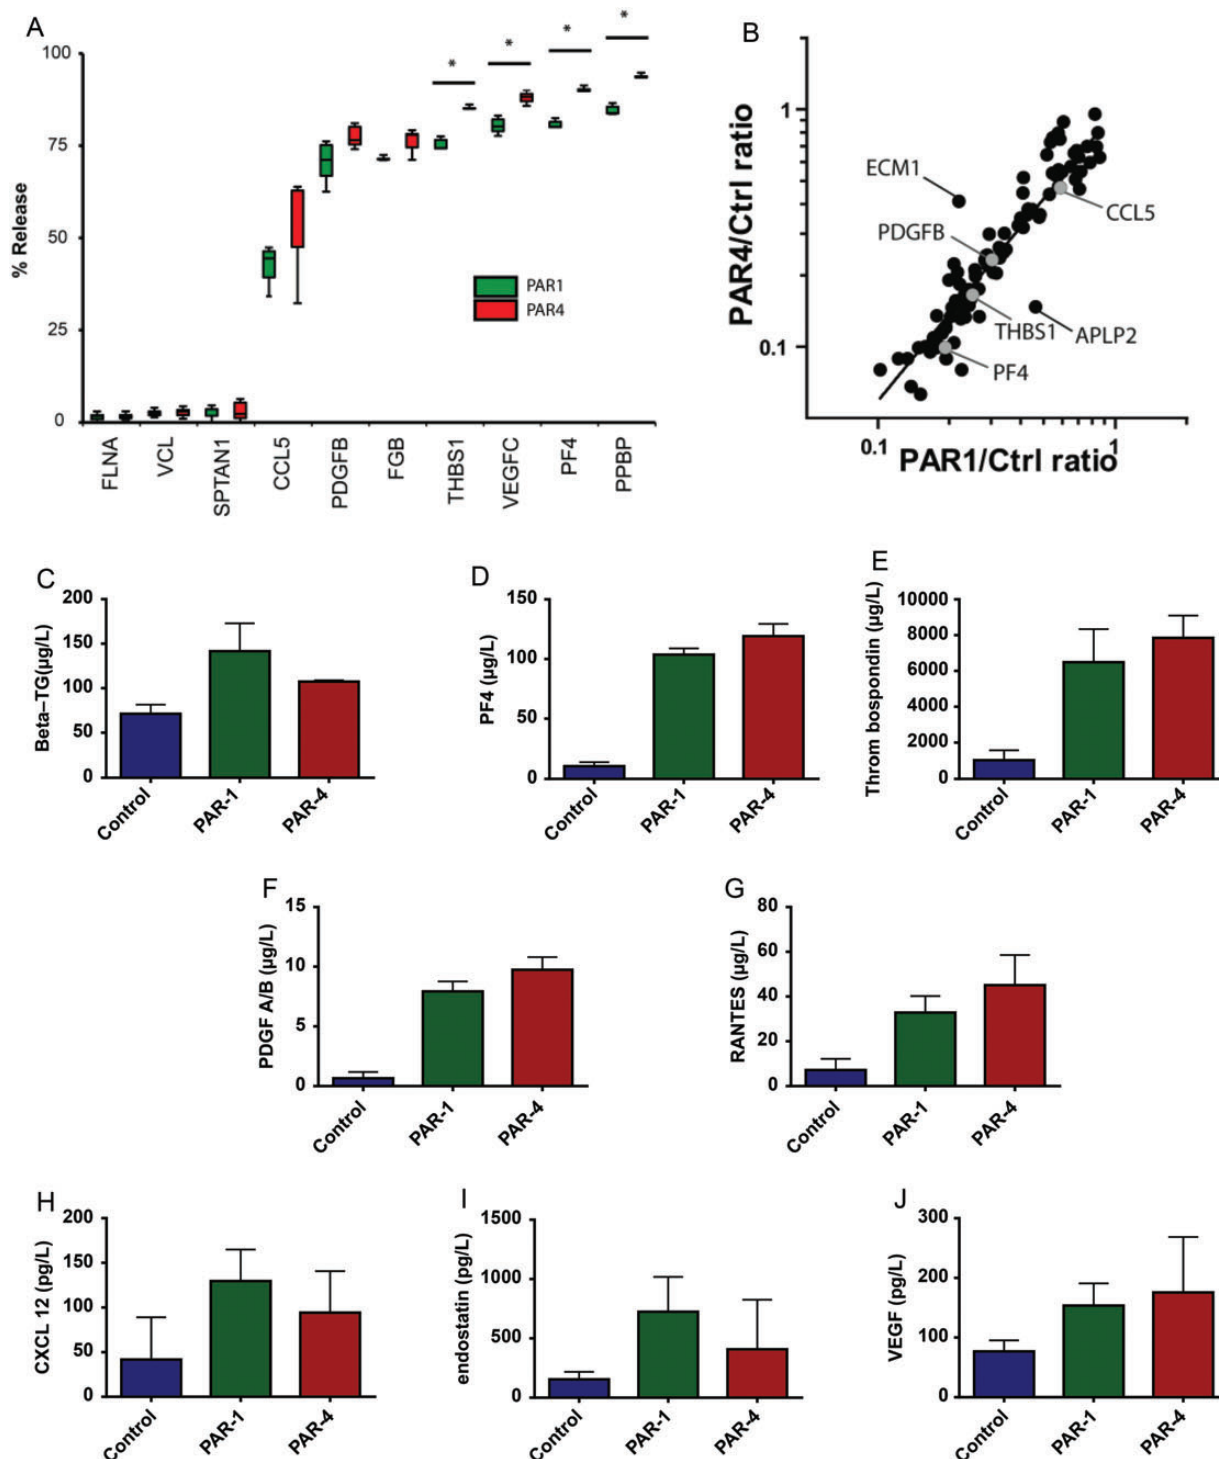 A
100
75
50
25
0
% Release
* * * *
PAR1
PAR4
FLNA
VCL
SPTAN1
CCL5
PDGFB
FGB
THBS1
VEGFC
PF4
PPBP
B
PAR4/Ctrl ratio
1
0.1
ECM1
PDGFB
CCL5
THBS1
APLP2
PF4
0.1
1
PAR1/Ctrl ratio
C
Beta–TG(µg/L)
200
150
100
50
0
Control
PAR-1
PAR-4
D
PF4 (µg/L)
150
100
50
0
Control
PAR-1
PAR-4
E
Throm bospondin (µg/L)
10000
8000
6000
4000
2000
0
Control
PAR-1
PAR-4
F
PDGF A/B (µg/L)
15
10
5
0
Control
PAR-1
PAR-4
G
RANTES (µg/L)
80
60
40
20
0
Control
PAR-1
PAR-4
H
CXCL 12 (pg/L)
200
150
100
50
0
Control
PAR-1
PAR-4
I
endostatin (pg/L)
1500
1000
500
0
Control
PAR-1
PAR-4
J
VEGF (pg/L)
300
200
100
0
Control
PAR-1
PAR-4